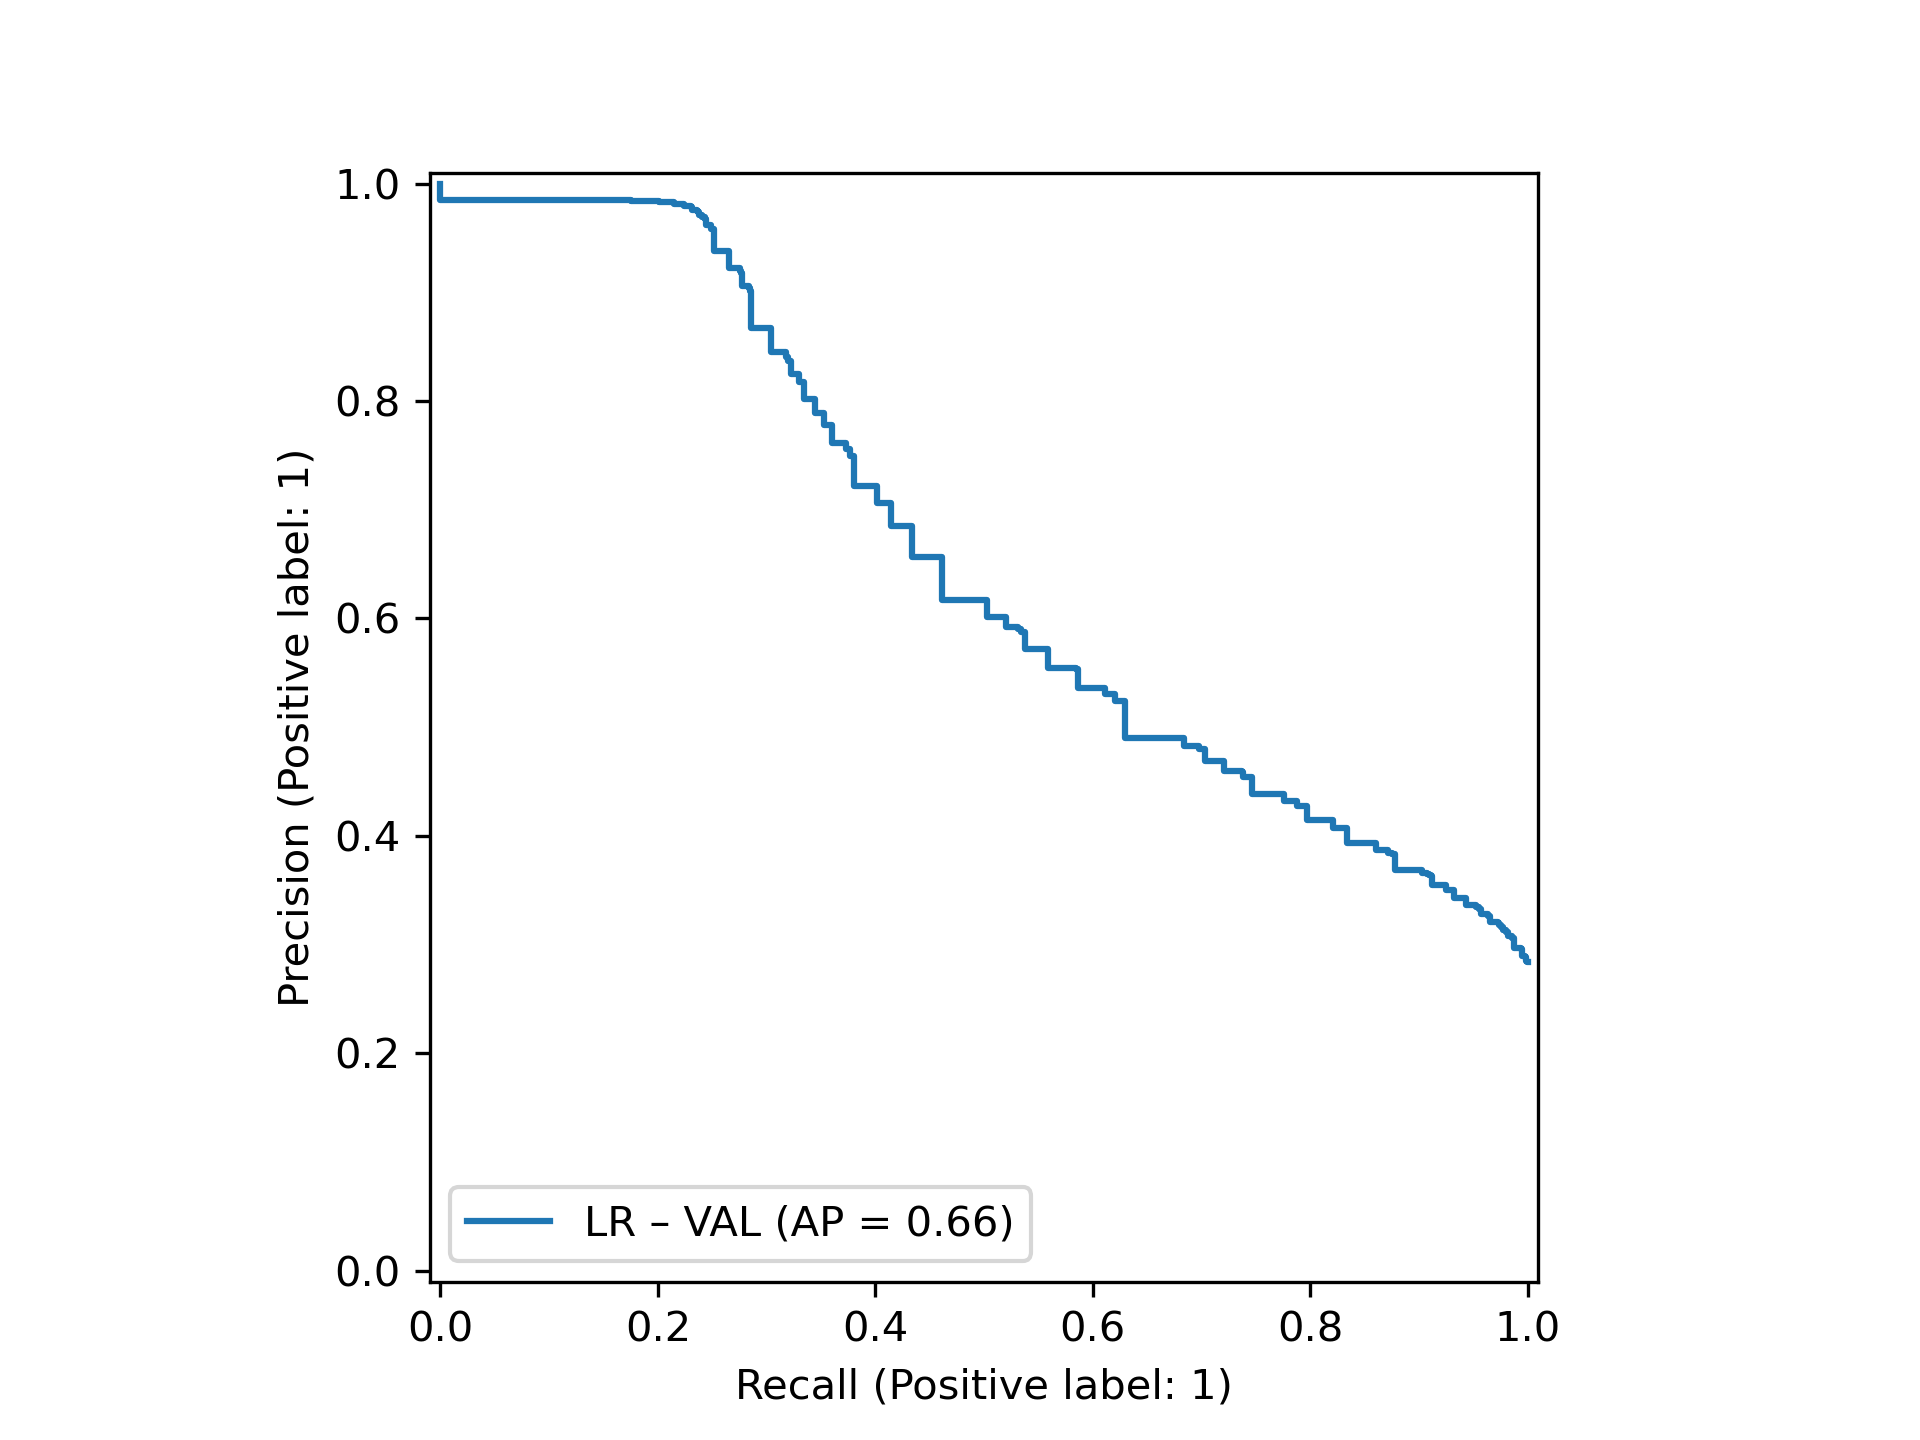 1.0
0.8
0.6
0.4
0.2
0.0
Precision (Positive label: 1)
LR – VAL (AP = 0.66)
0.0 0.2 0.4 0.6 0.8 1.0
Recall (Positive label: 1)